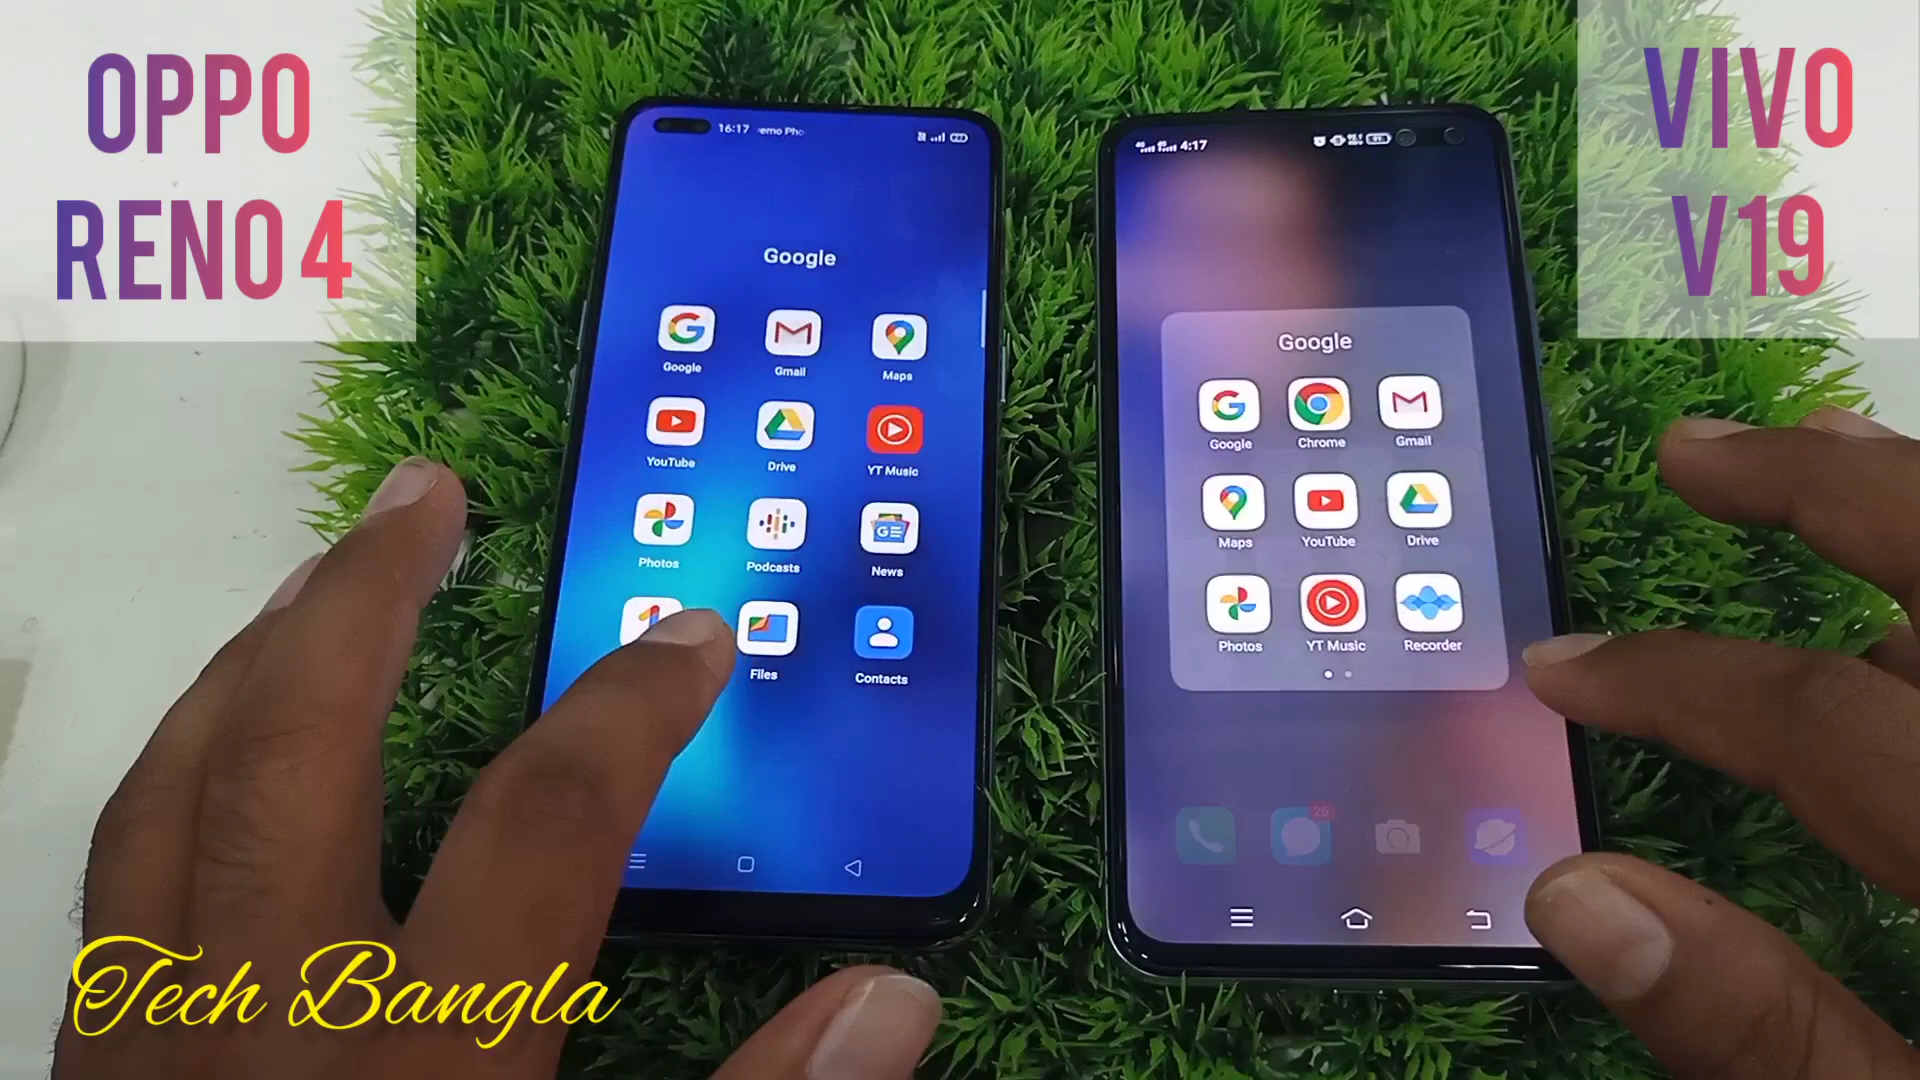 OPPO
RENO 4
VIVO
V19
16:17
4:17
Google
Google Gmail Maps
YouTube Drive YT Music
Photos Podcasts News
Files Contacts
Google
Google Chrome Gmail
Maps YouTube Drive
Photos YT Music Recorder
26
Tech Bangla